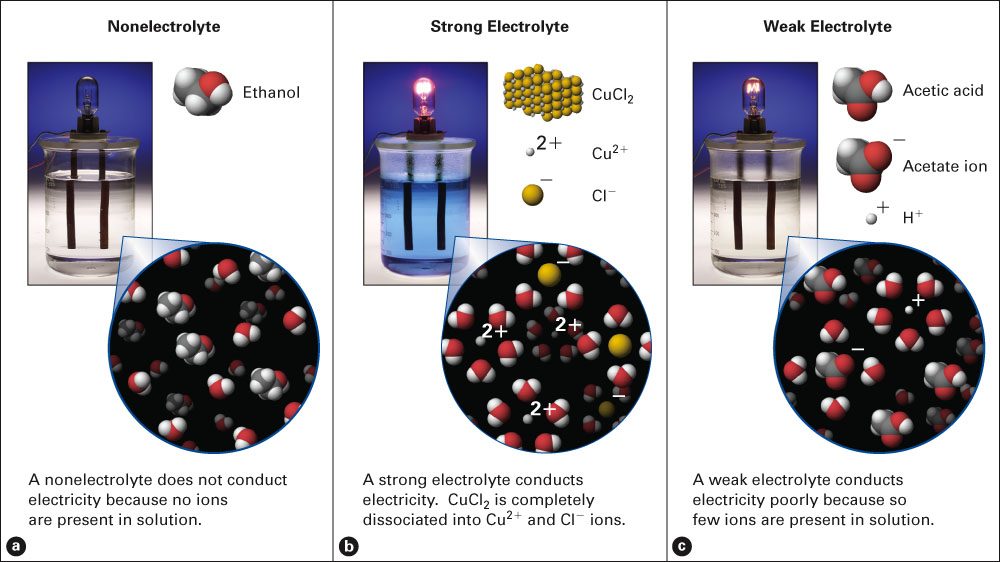 Nonelectrolyte
Ethanol
A nonelectrolyte does not conduct
electricity because no ions
are present in solution.
a
Strong Electrolyte
CuCl₂
2+
Cu²⁺
−
Cl⁻
−
2+
2+
−
2+
A strong electrolyte conducts
electricity. CuCl₂ is completely
dissociated into Cu²⁺ and Cl⁻ ions.
b
Weak Electrolyte
Acetic acid
−
Acetate ion
+
H⁺
+
−
A weak electrolyte conducts
electricity poorly because so
few ions are present in solution.
c